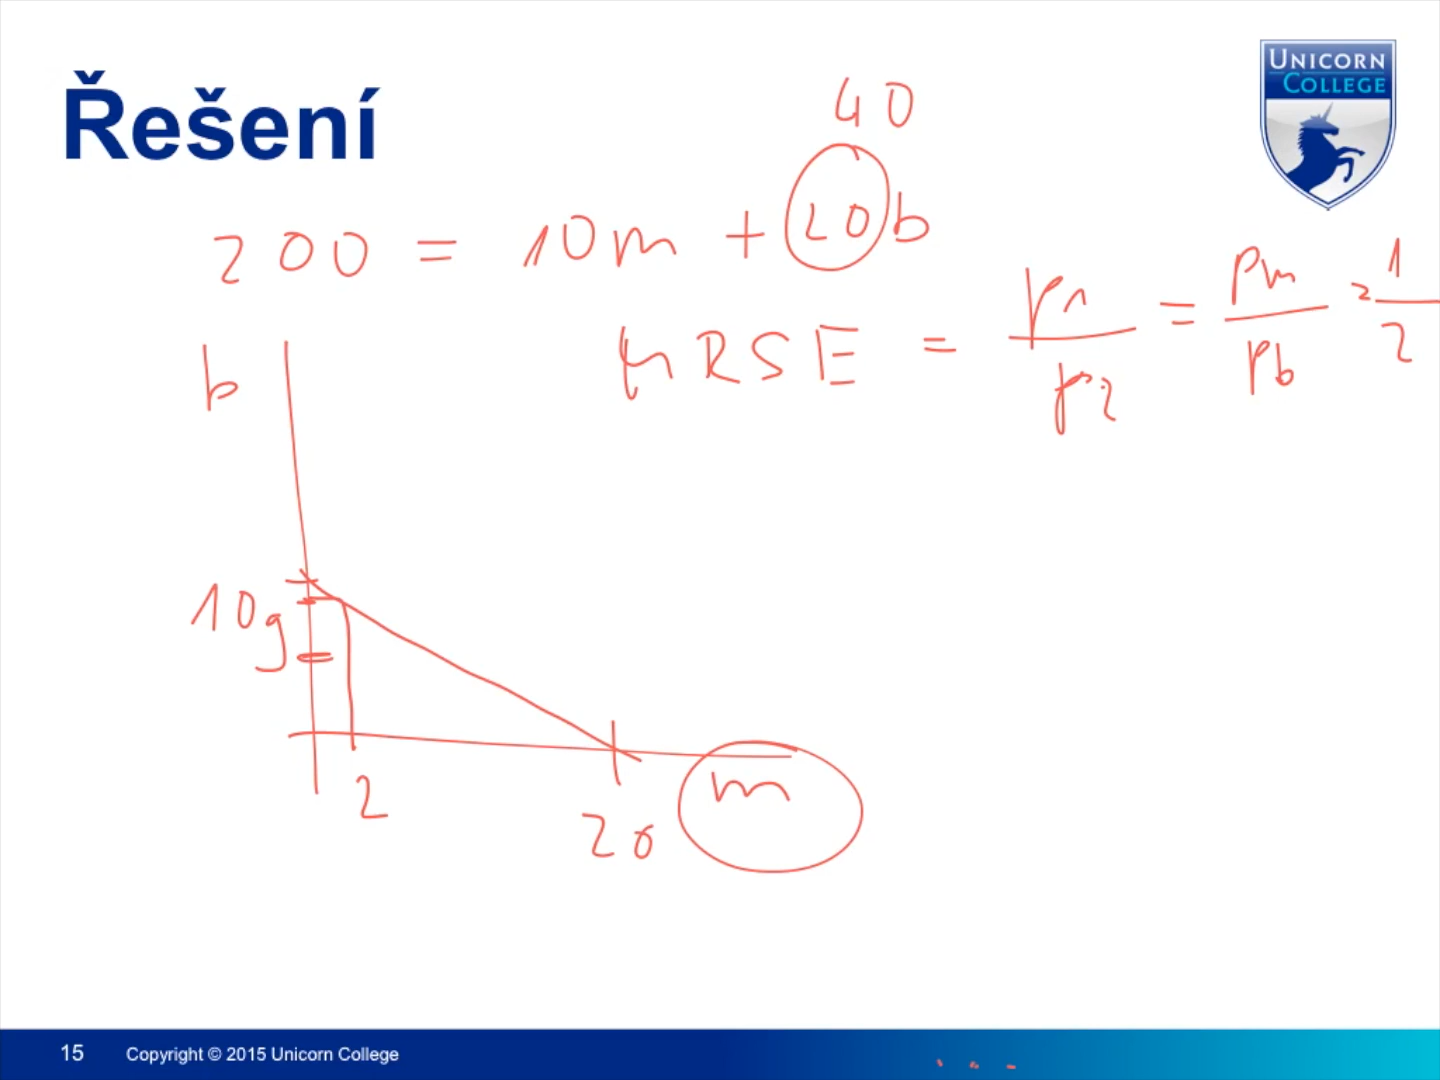 Řešení
UNICORN
COLLEGE
40
200 = 10m + 20b
MRSE = p1/p2 = pm/pb = 1/2
b
10
9
2
20
m
15 Copyright © 2015 Unicorn College